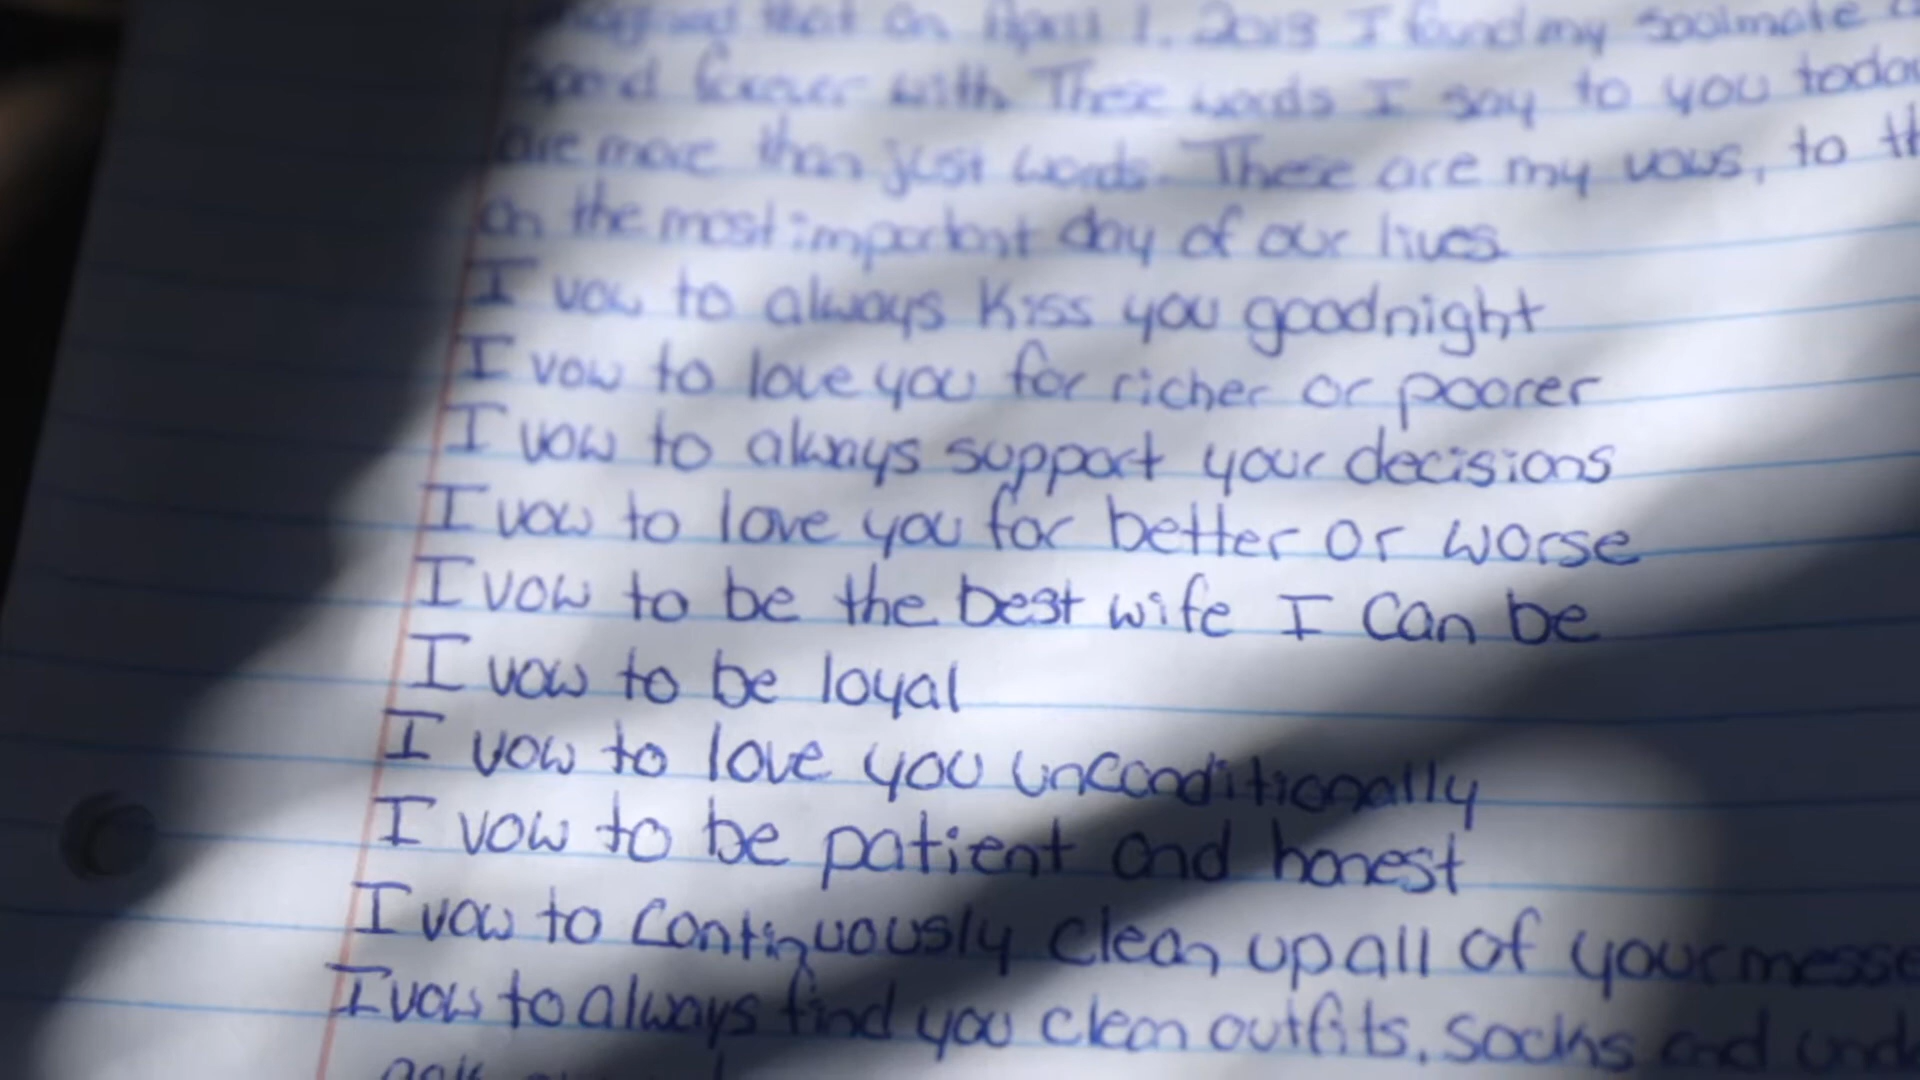 that on April 1, 2013 I found my soulmate
spend forever with. These words I say to you today
are more than just words. These are my vows, to
on the most important day of our lives
I vow to always kiss you goodnight
I vow to love you for richer or poorer
I vow to always support your decisions
I vow to love you for better or worse
I vow to be the best wife I can be
I vow to be loyal
I vow to love you unconditionally
I vow to be patient and honest
I vow to continuously clean up all of your messe
I vow to always find you clean outfits, socks and unde